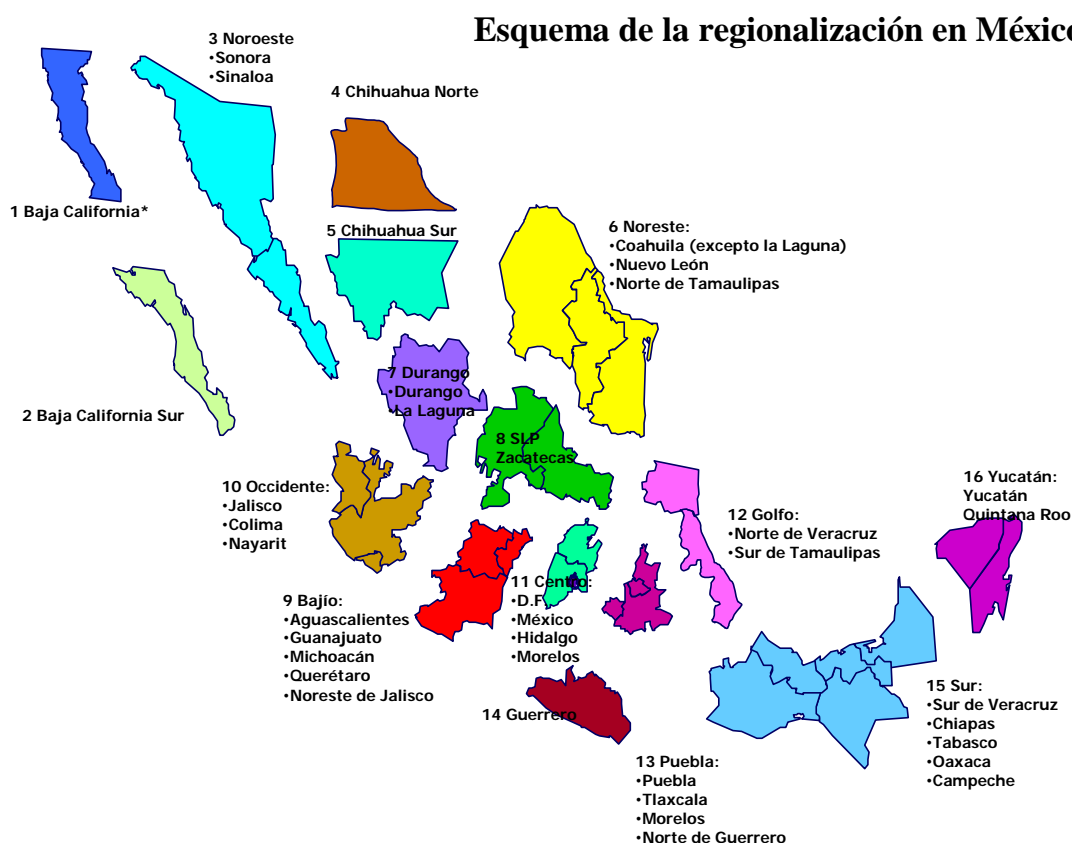 Esquema de la regionalización en México
3 Noroeste
•Sonora
•Sinaloa
4 Chihuahua Norte
1 Baja California*
5 Chihuahua Sur
6 Noreste:
•Coahuila (excepto la Laguna)
•Nuevo León
•Norte de Tamaulipas
2 Baja California Sur
7 Durango
•Durango
•La Laguna
8 SLP
Zacatecas
10 Occidente:
•Jalisco
•Colima
•Nayarit
12 Golfo:
•Norte de Veracruz
•Sur de Tamaulipas
16 Yucatán:
Yucatán
Quintana Roo
9 Bajío:
•Aguascalientes
•Guanajuato
•Michoacán
•Querétaro
•Noreste de Jalisco
11 Centro:
•D.F.
•México
•Hidalgo
•Morelos
14 Guerrero
15 Sur:
•Sur de Veracruz
•Chiapas
•Tabasco
•Oaxaca
•Campeche
13 Puebla:
•Puebla
•Tlaxcala
•Morelos
•Norte de Guerrero